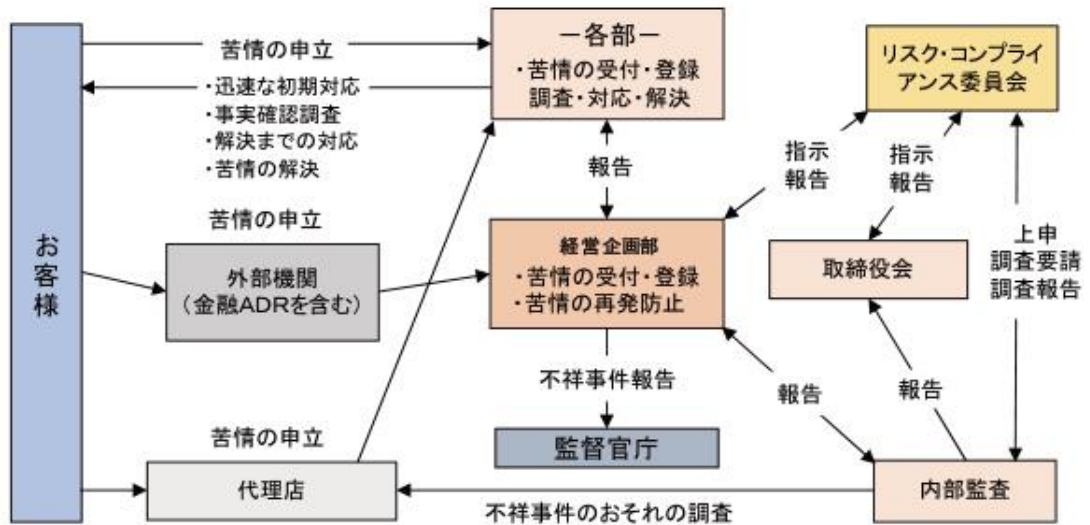 お客様
苦情の申立
・迅速な初期対応
・事実確認調査
・解決までの対応
・苦情の解決
－各部－
・苦情の受付・登録
調査・対応・解決
リスク・コンプライ
アンス委員会
報告
指示
報告
指示
報告
苦情の申立
外部機関
（金融ADRを含む）
経営企画部
・苦情の受付・登録
・苦情の再発防止
取締役会
上申
調査要請
調査報告
不祥事件報告
報告
報告
苦情の申立
監督官庁
代理店
内部監査
不祥事件のおそれの調査